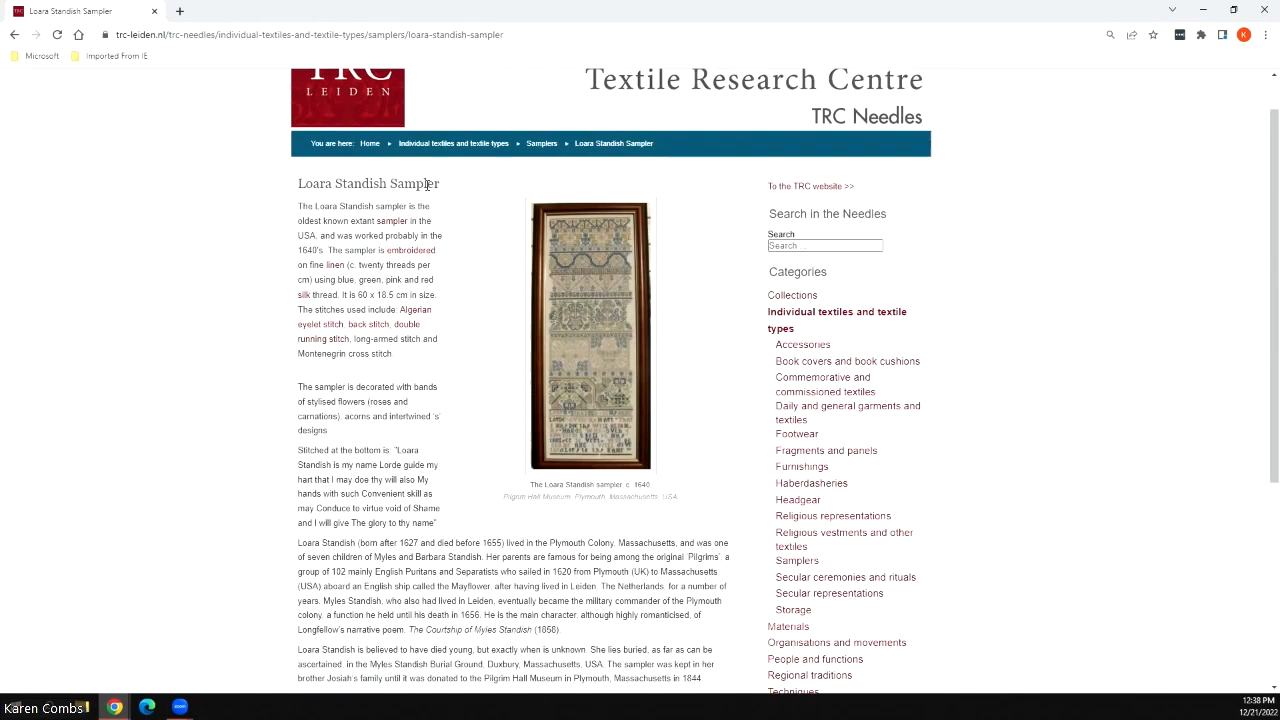 Loara Standish Sampler
trc-leiden.nl/trc-needles/individual-textiles-and-textile-types/samplers/loara-standish-sampler
K
Microsoft
Imported From IE
TRC
LEIDEN
Textile Research Centre
TRC Needles
You are here: Home ▸ Individual textiles and textile types ▸ Samplers ▸ Loara Standish Sampler
Loara Standish Sampler
The Loara Standish sampler is the
oldest known extant sampler in the
USA, and was worked probably in the
1640's. The sampler is embroidered
on fine linen (c. twenty threads per
cm) using blue, green, pink and red
silk thread. It is 60 x 18.5 cm in size.
The stitches used include: Algerian
eyelet stitch, back stitch, double
running stitch, long-armed stitch and
Montenegrin cross stitch.
The sampler is decorated with bands
of stylised flowers (roses and
carnations), acorns and intertwined 's'
designs.
Stitched at the bottom is: "Loara
Standish is my name Lorde guide my
hart that I may doe thy will also My
hands with such Convenient skill as
may Conduce to virtue void of Shame
and I will give The glory to thy name"
The Loara Standish sampler, c. 1640
Pilgrim Hall Museum, Plymouth, Massachusetts, USA.
Loara Standish (born after 1627 and died before 1655) lived in the Plymouth Colony, Massachusetts, and was one
of seven children of Myles and Barbara Standish. Her parents are famous for being among the original 'Pilgrims', a
group of 102 mainly English Puritans and Separatists who sailed in 1620 from Plymouth (UK) to Massachusetts
(USA) aboard an English ship called the Mayflower, after having lived in Leiden, The Netherlands, for a number of
years. Myles Standish, who also had lived in Leiden, eventually became the military commander of the Plymouth
colony, a function he held until his death in 1656. He is the main character, although highly romanticised, of
Longfellow's narrative poem, The Courtship of Myles Standish (1858).
Loara Standish is believed to have died young, but exactly when is unknown. She lies buried, as far as can be
ascertained, in the Myles Standish Burial Ground, Duxbury, Massachusetts, USA. The sampler was kept in her
brother Josiah's family until it was donated to the Pilgrim Hall Museum in Plymouth, Massachusetts in 1844
To the TRC website >>
Search in the Needles
Search
Search ...
Categories
Collections
Individual textiles and textile
types
Accessories
Book covers and book cushions
Commemorative and
commissioned textiles
Daily and general garments and
textiles
Footwear
Fragments and panels
Furnishings
Haberdasheries
Headgear
Religious representations
Religious vestments and other
textiles
Samplers
Secular ceremonies and rituals
Secular representations
Storage
Materials
Organisations and movements
People and functions
Regional traditions
Techniques
Karen Combs
zoom
12:38 PM
12/21/2022